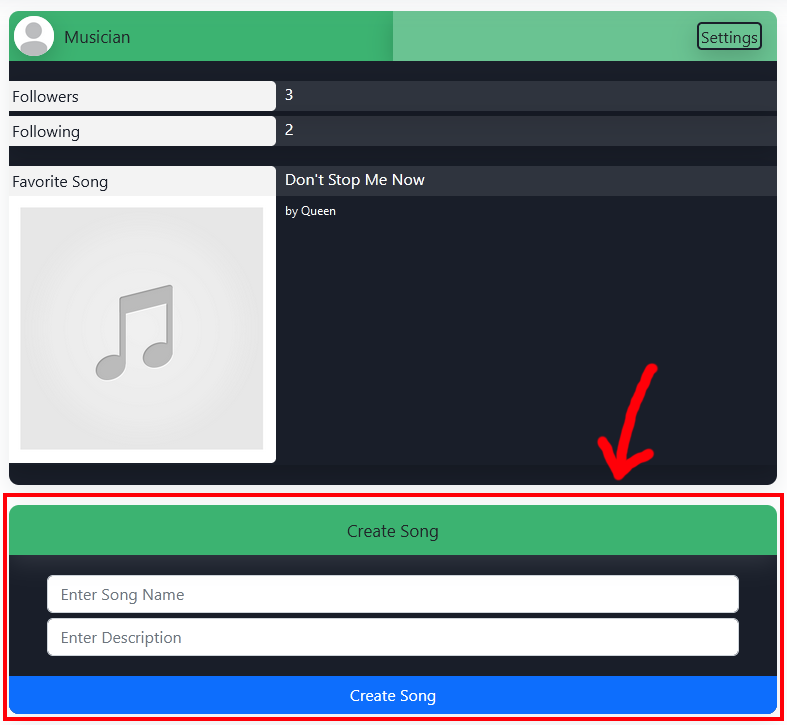 Musician
Settings
Followers
3
Following
2
Favorite Song
Don't Stop Me Now
by Queen
Create Song
Enter Song Name
Enter Description
Create Song